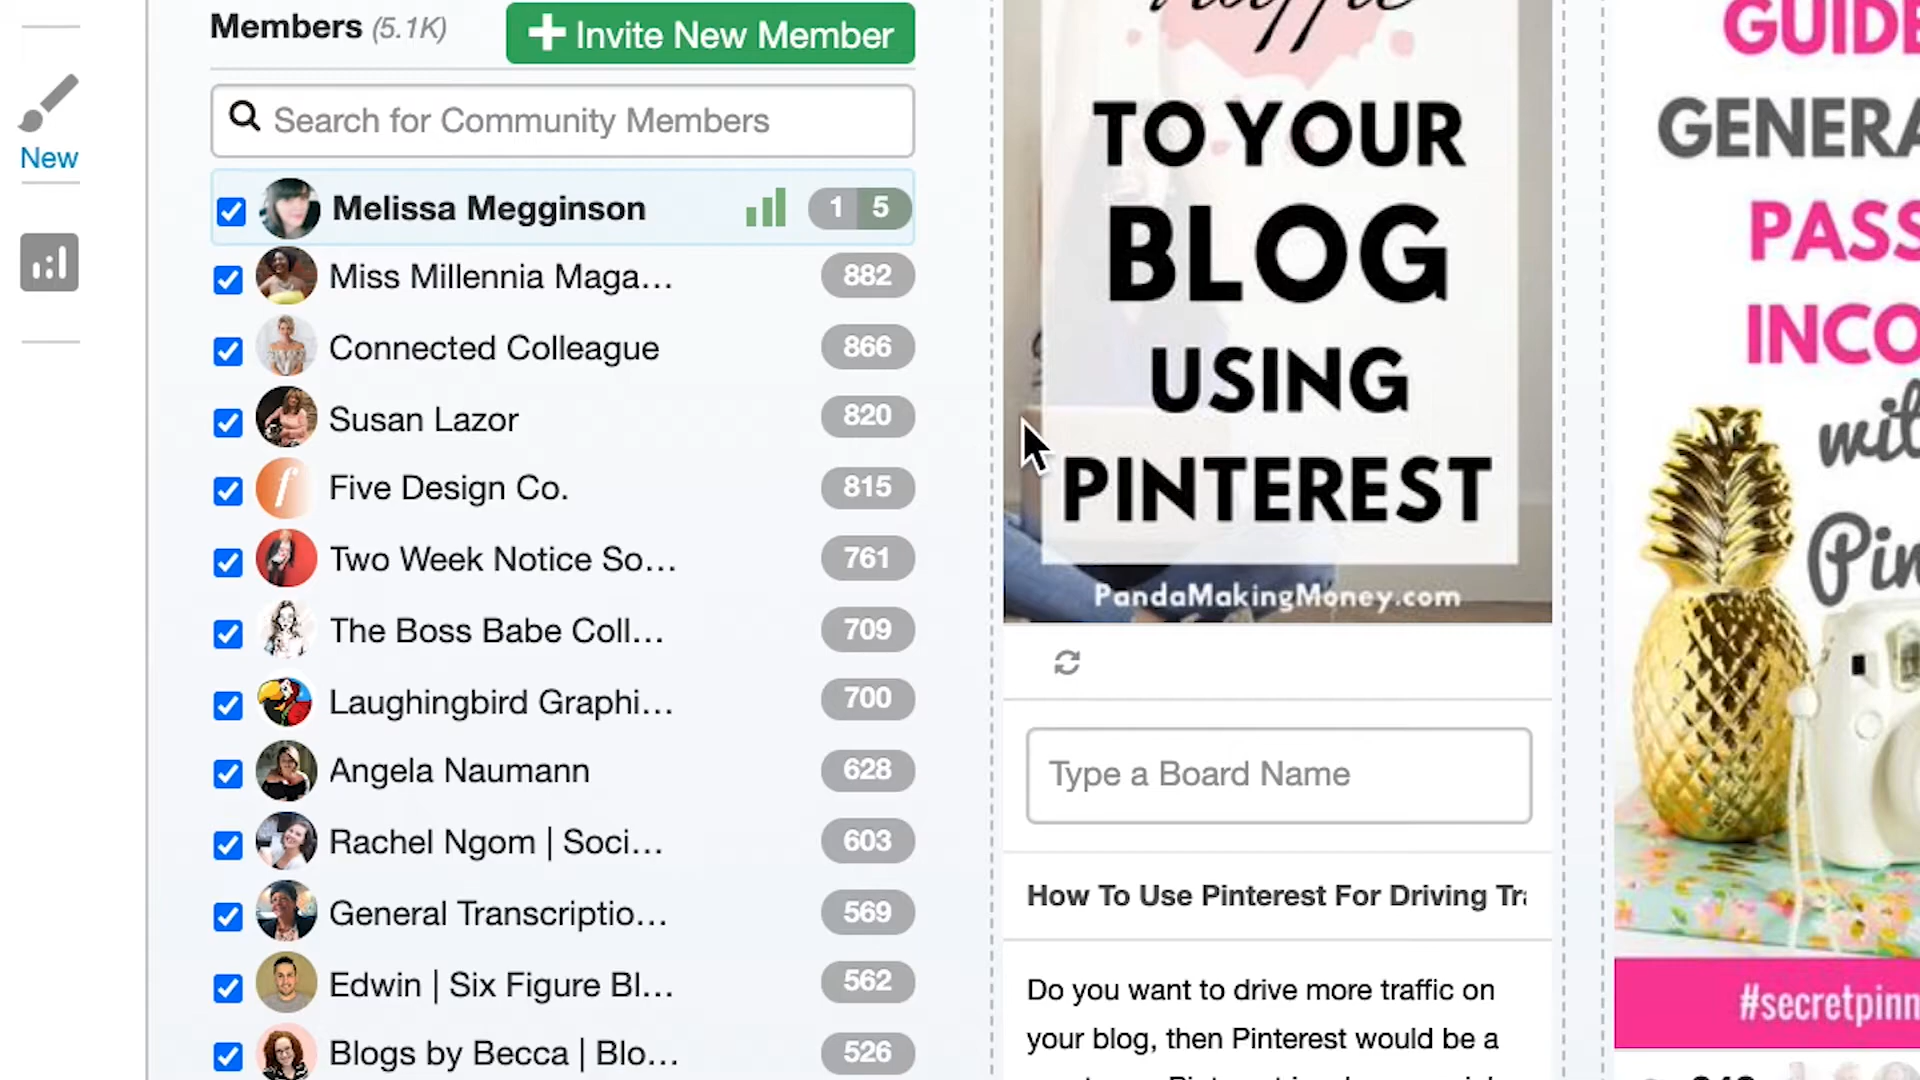 Members (5.1K)
Invite New Member
Search for Community Members
New
Melissa Megginson
1 5
Miss Millennia Maga...
882
Connected Colleague
866
Susan Lazor
820
Five Design Co.
815
Two Week Notice So...
761
The Boss Babe Coll...
709
Laughingbird Graphi...
700
Angela Naumann
628
Rachel Ngom | Soci...
603
General Transcriptio...
569
Edwin | Six Figure Bl...
562
Blogs by Becca | Blo...
526
TO YOUR
BLOG
USING
PINTEREST
PandaMakingMoney.com
Type a Board Name
How To Use Pinterest For Driving Tra
Do you want to drive more traffic on
your blog, then Pinterest would be a
GUIDE
GENERA
PASS
INCO
wit
Pin
#secretpinn